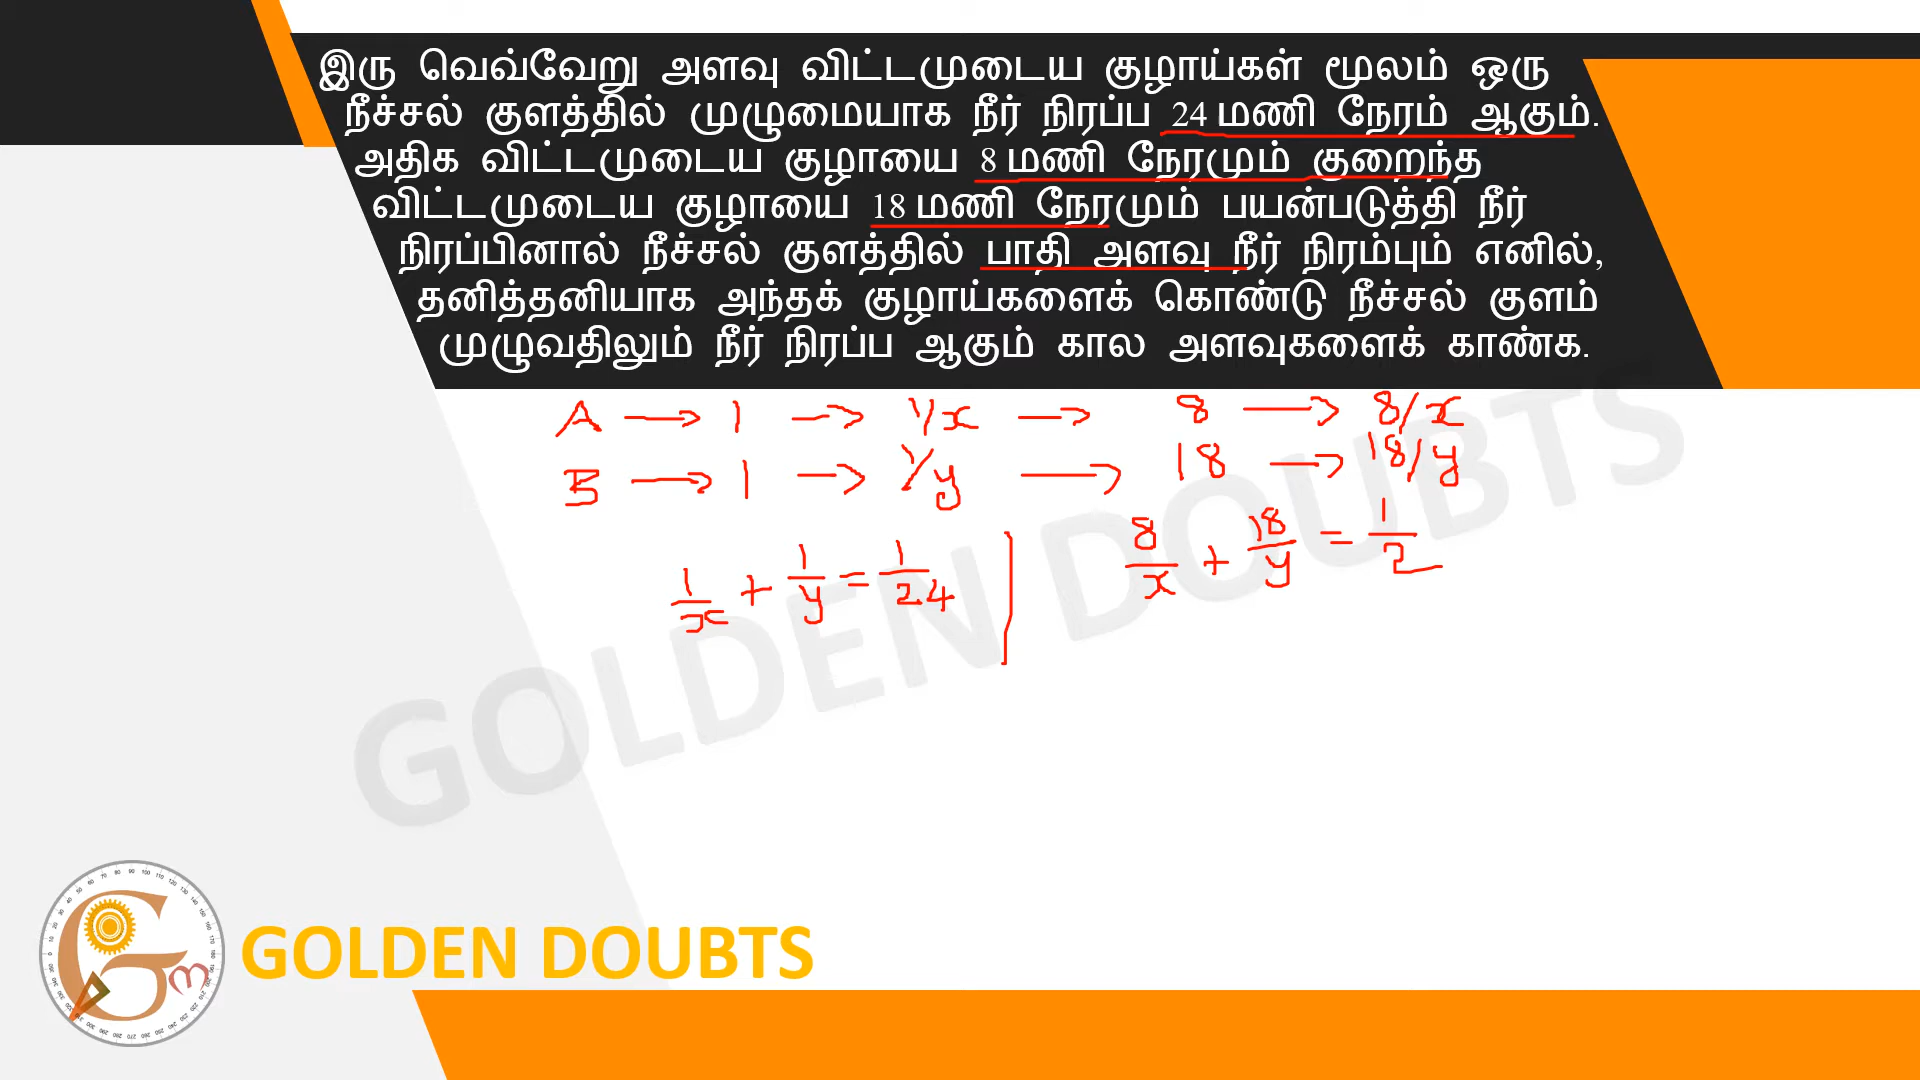 இரு வெவ்வேறு அளவு விட்டமுடைய குழாய்கள் மூலம் ஒரு
நீச்சல் குளத்தில் முழுமையாக நீர் நிரப்ப 24 மணி நேரம் ஆகும்.
அதிக விட்டமுடைய குழாயை 8 மணி நேரமும் குறைந்த
விட்டமுடைய குழாயை 18 மணி நேரமும் பயன்படுத்தி நீர்
நிரப்பினால் நீச்சல் குளத்தில் பாதி அளவு நீர் நிரம்பும் எனில்,
தனித்தனியாக அந்தக் குழாய்களைக் கொண்டு நீச்சல் குளம்
முழுவதிலும் நீர் நிரப்ப ஆகும் கால அளவுகளைக் காண்க.
A → 1 → 1/x → 8 → 8/x
B → 1 → 1/y → 18 → 18/y
1/x + 1/y = 1/24 | 8/x + 18/y = 1/2
GOLDEN DOUBTS
GOLDEN DOUBTS